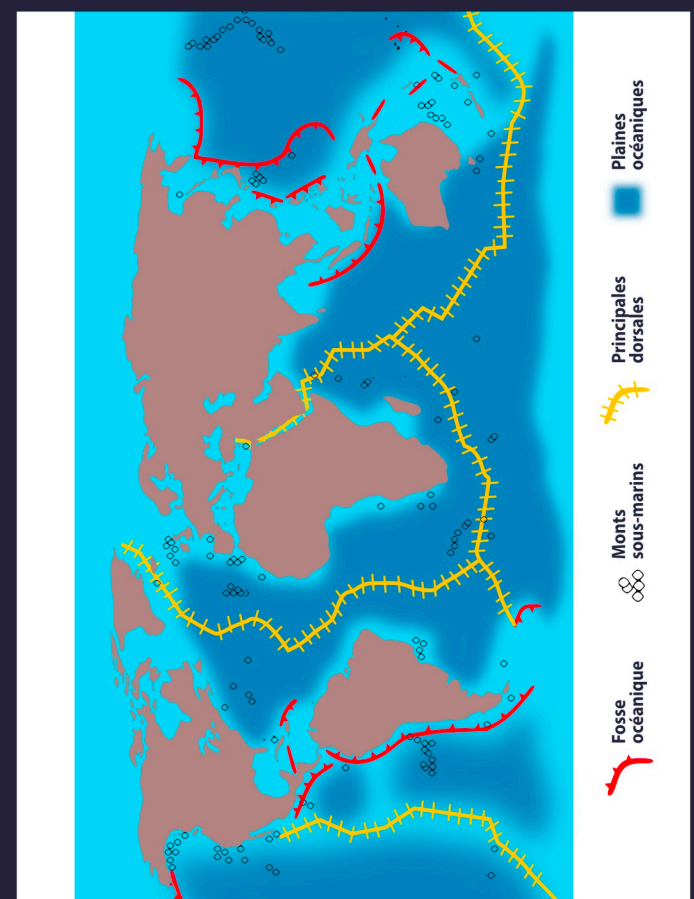 Fosse
océanique
Monts
sous-marins
Principales
dorsales
Plaines
océaniques